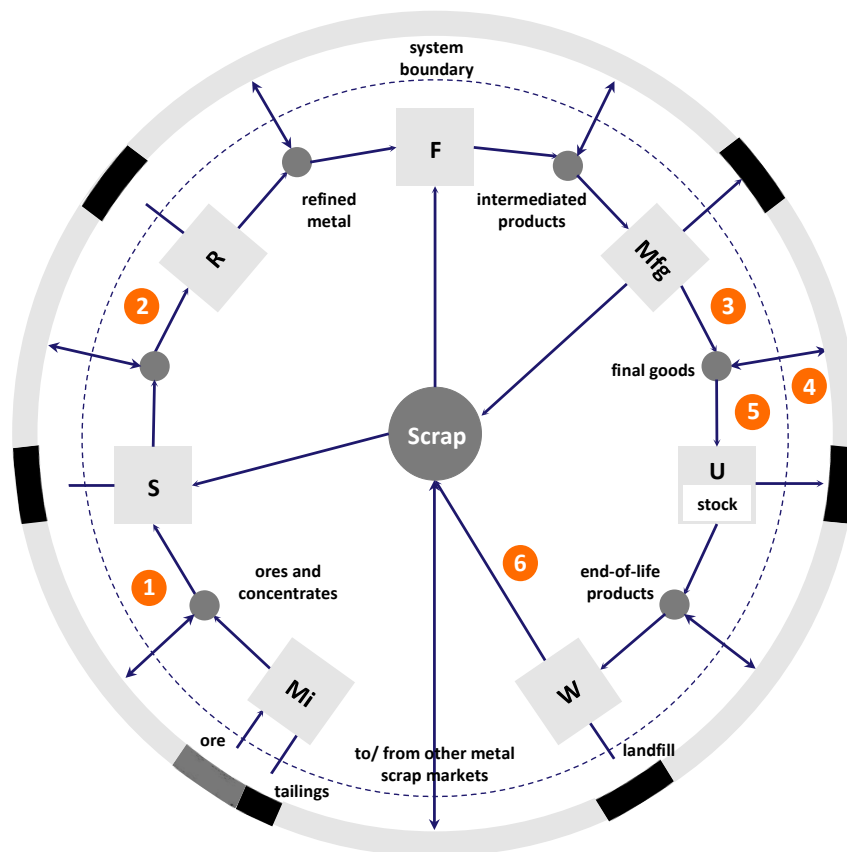 system
boundary
F
refined
metal
intermediated
products
R
Mfg
2
3
final goods
4
5
Scrap
S
U
stock
6
1
ores and
concentrates
end-of-life
products
Mi
W
ore
tailings
to/ from other metal
scrap markets
landfill